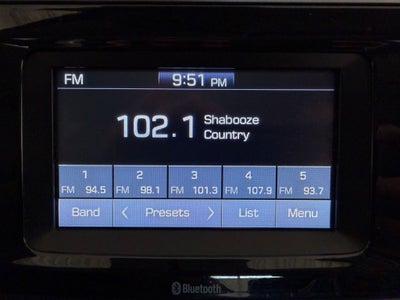 FM 9:51 PM
102.1 Shabooze
Country
1 2 3 4 5
FM 94.5 FM 98.1 FM 101.3 FM 107.9 FM 93.7
Band < Presets > List Menu
Bluetooth